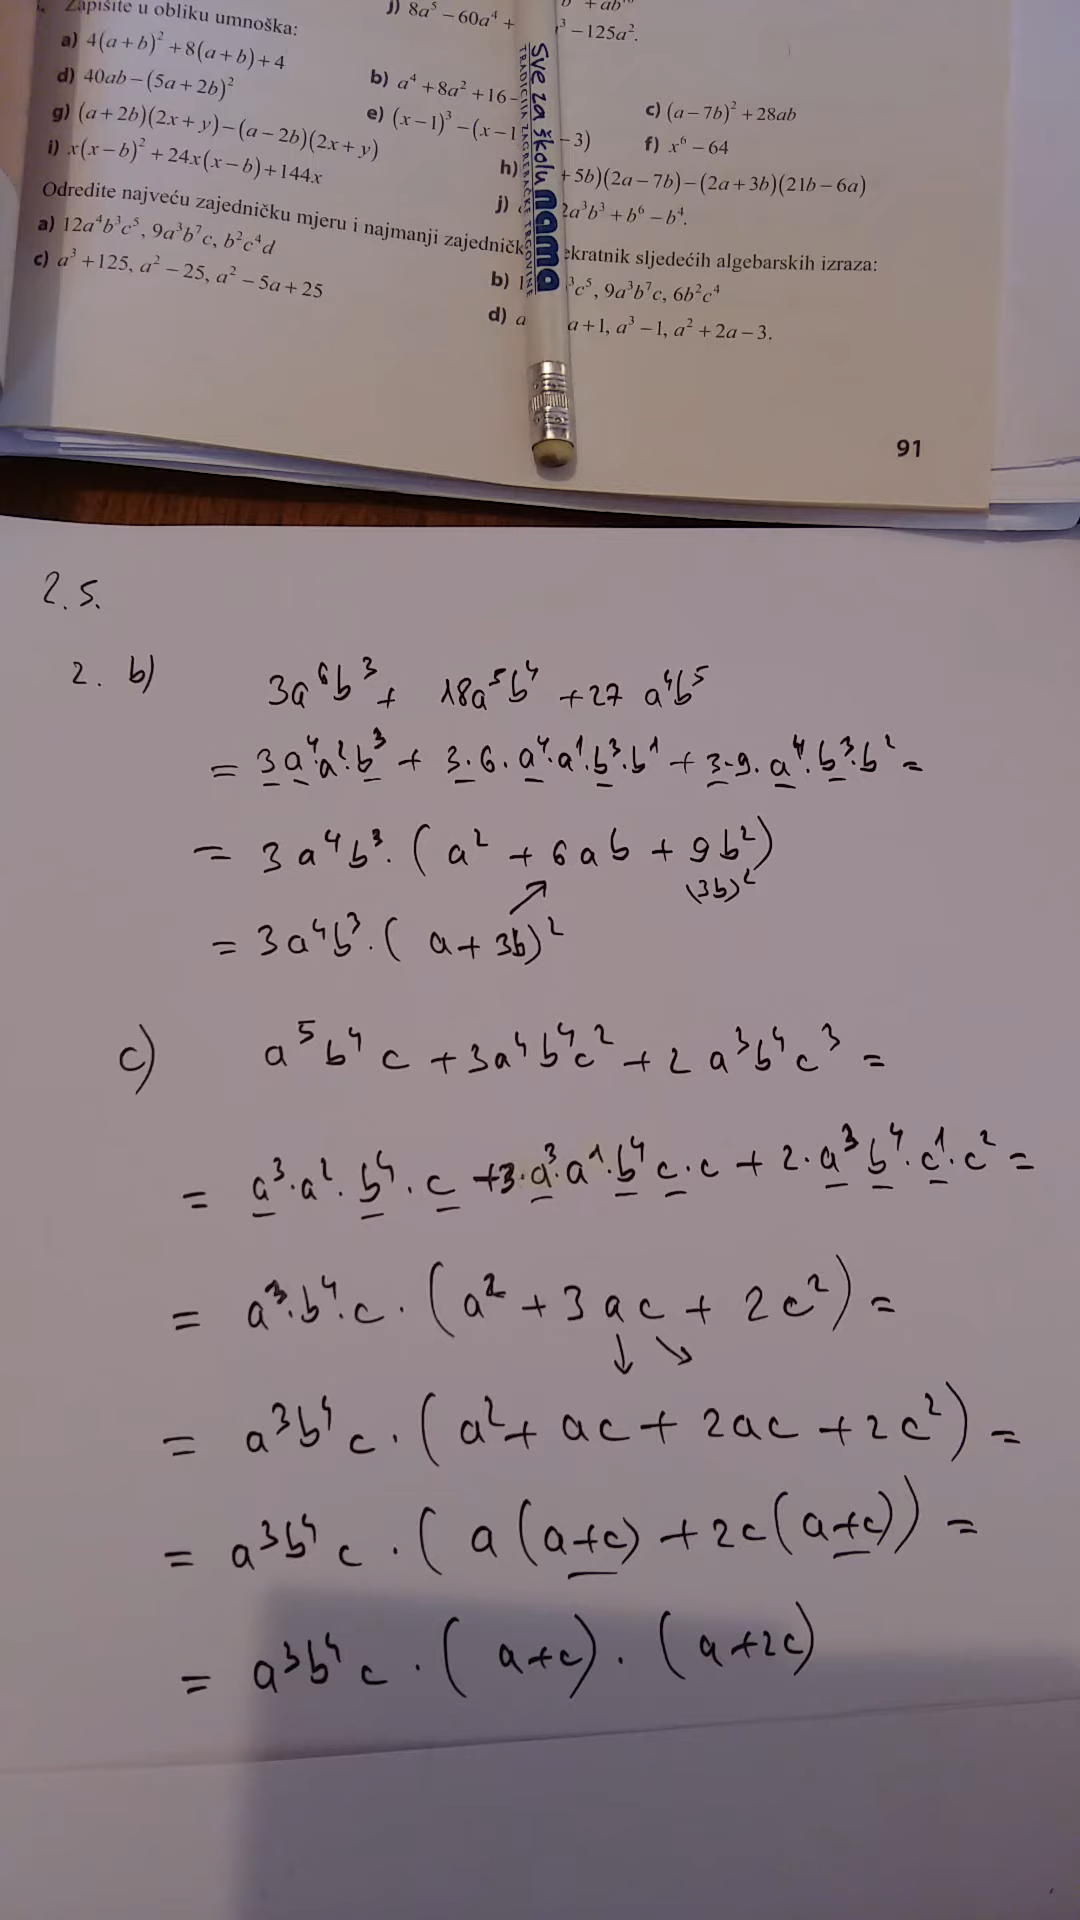 Zapišite u obliku umnoška:
j) 8a⁵ − 60a⁴ + ³ − 125a².
a) 4(a+b)² + 8(a+b) + 4
b) a⁴ + 8a² + 16 −
c) (a − 7b)² + 28ab
d) 40ab − (5a + 2b)²
e) (x−1)³ − (x−1 −3)
f) x⁶ − 64
g) (a + 2b)(2x + y) − (a − 2b)(2x + y)
h) + 5b)(2a − 7b) − (2a + 3b)(21b − 6a)
i) x(x − b)² + 24x(x − b) + 144x
j) 2a³b³ + b⁶ − b⁴.
Odredite najveću zajedničku mjeru i najmanji zajedničk ekratnik sljedećih algebarskih izraza:
a) 12a⁴b³c⁵, 9a³b⁷c, b²c⁴d
b) 1 ³c⁵, 9a³b⁷c, 6b²c⁴
c) a³ + 125, a² − 25, a² − 5a + 25
d) a a + 1, a³ − 1, a² + 2a − 3.
Sve za školu nama
TRADICIJA ZAGREBAČKE TRGOVINE
91
2.5.
2. b) 3a⁶b³ + 18a⁵b⁴ + 27 a⁴b⁵
= 3a⁴·a²·b³ + 3·6·a⁴·a¹·b³·b¹ + 3·9·a⁴·b³·b² =
= 3a⁴b³·(a² + 6ab + 9b²)
(3b)²
= 3a⁴b³·(a + 3b)²
c) a⁵b⁴c + 3a⁴b⁴c² + 2a³b⁴c³ =
= a³·a²·b⁴·c + 3·a³·a¹·b⁴c·c + 2·a³b⁴·c¹·c² =
= a³·b⁴·c·(a² + 3ac + 2c²) =
= a³b⁴c·(a² + ac + 2ac + 2c²) =
= a³b⁴c·(a(a+c) + 2c(a+c)) =
= a³b⁴c·(a+c)·(a+2c)